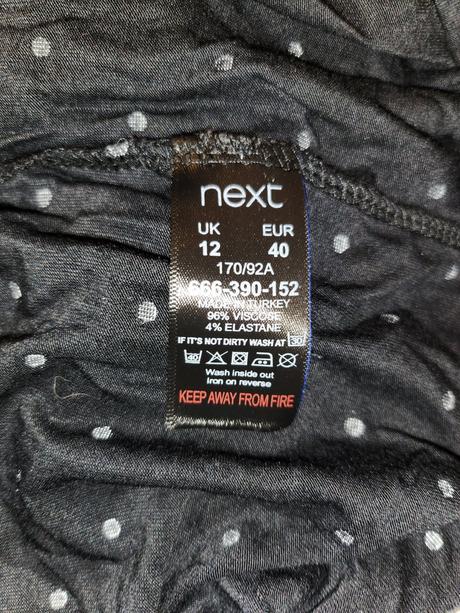 next
UK EUR
12 40
170/92A
666-390-152
MADE IN TURKEY
96% VISCOSE
4% ELASTANE
IF IT'S NOT DIRTY WASH AT 30
40
Wash inside out
Iron on reverse
KEEP AWAY FROM FIRE